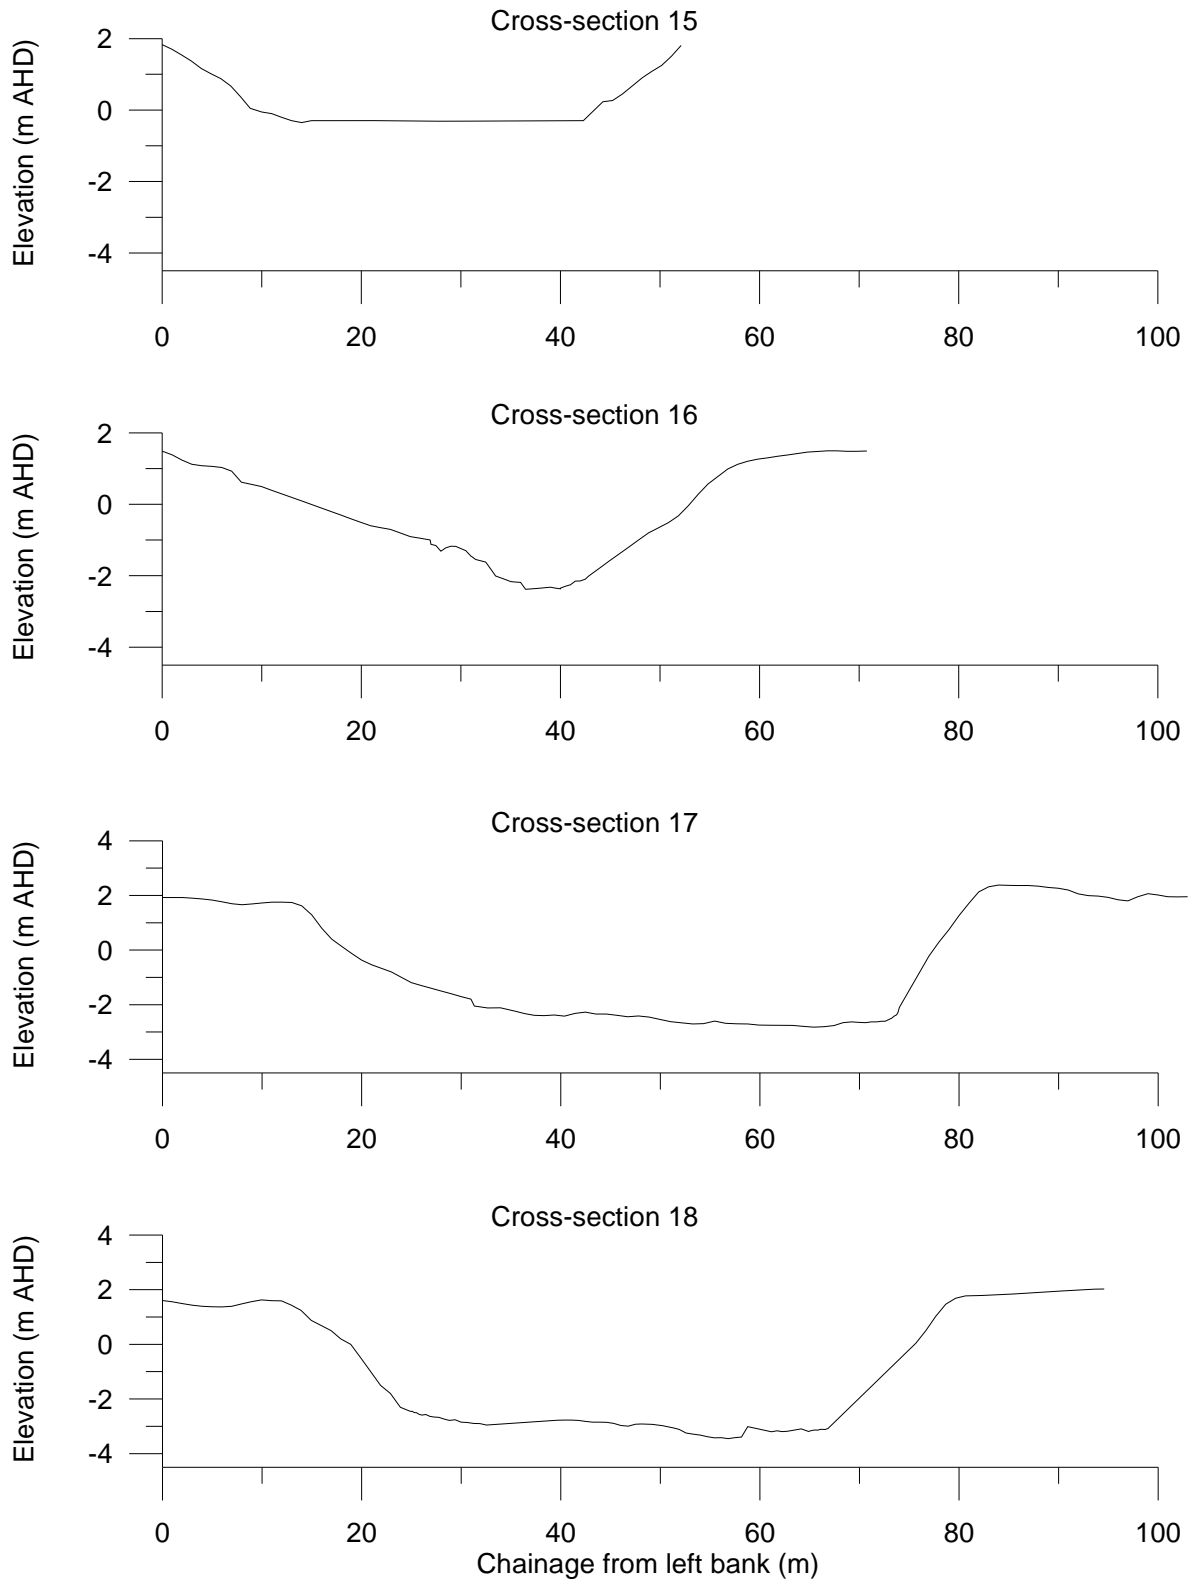 Cross-section 15
Elevation (m AHD)
2
0
-2
-4
0 20 40 60 80 100
Cross-section 16
Elevation (m AHD)
2
0
-2
-4
0 20 40 60 80 100
Cross-section 17
Elevation (m AHD)
4
2
0
-2
-4
0 20 40 60 80 100
Cross-section 18
Elevation (m AHD)
4
2
0
-2
-4
0 20 40 60 80 100
Chainage from left bank (m)